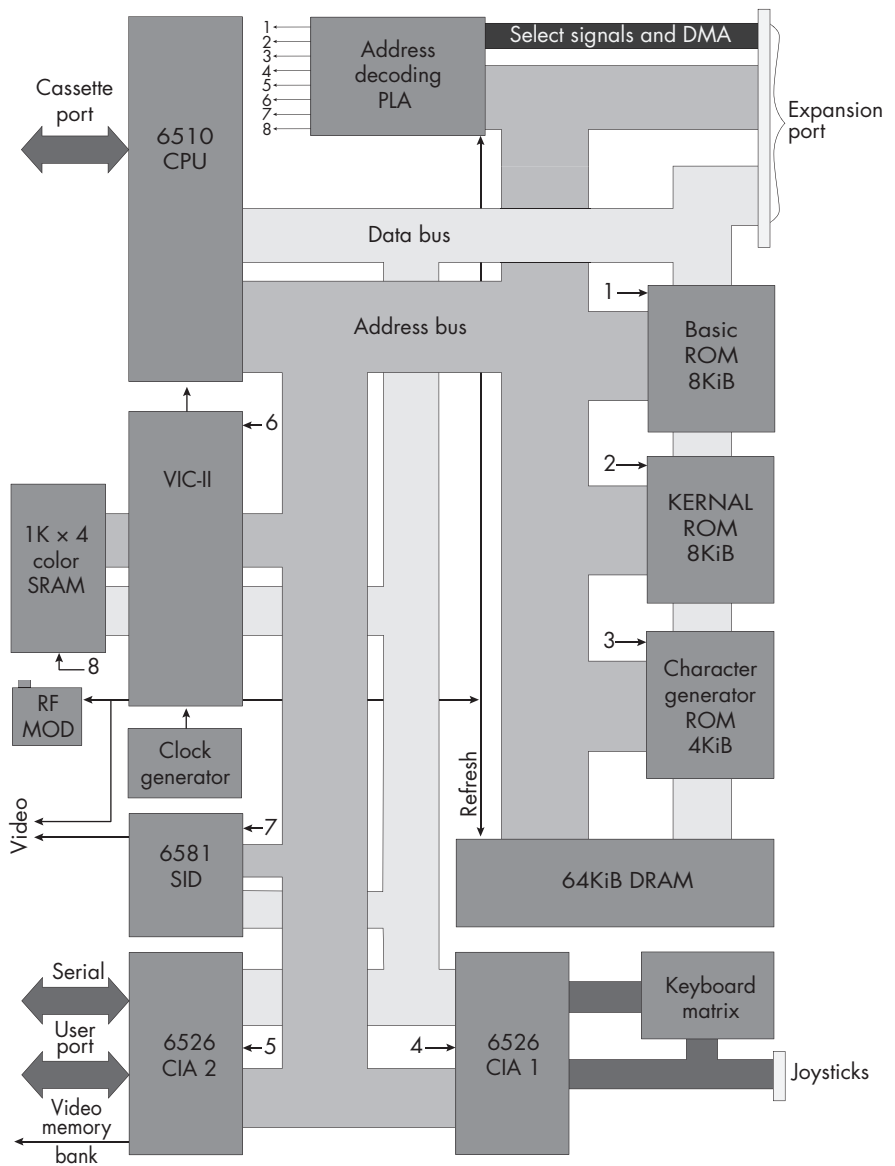 1
2
3
4
5
6
7
8
Address
decoding
PLA
Select signals and DMA
Expansion
port
Cassette
port
6510
CPU
Data bus
Address bus
1
Basic
ROM
8KiB
6
VIC-II
2
KERNAL
ROM
8KiB
1K × 4
color
SRAM
8
3
Character
generator
ROM
4KiB
RF
MOD
Clock
generator
Refresh
Video
7
6581
SID
64KiB DRAM
Serial
User
port
Video
memory
bank
5
6526
CIA 2
4
6526
CIA 1
Keyboard
matrix
Joysticks